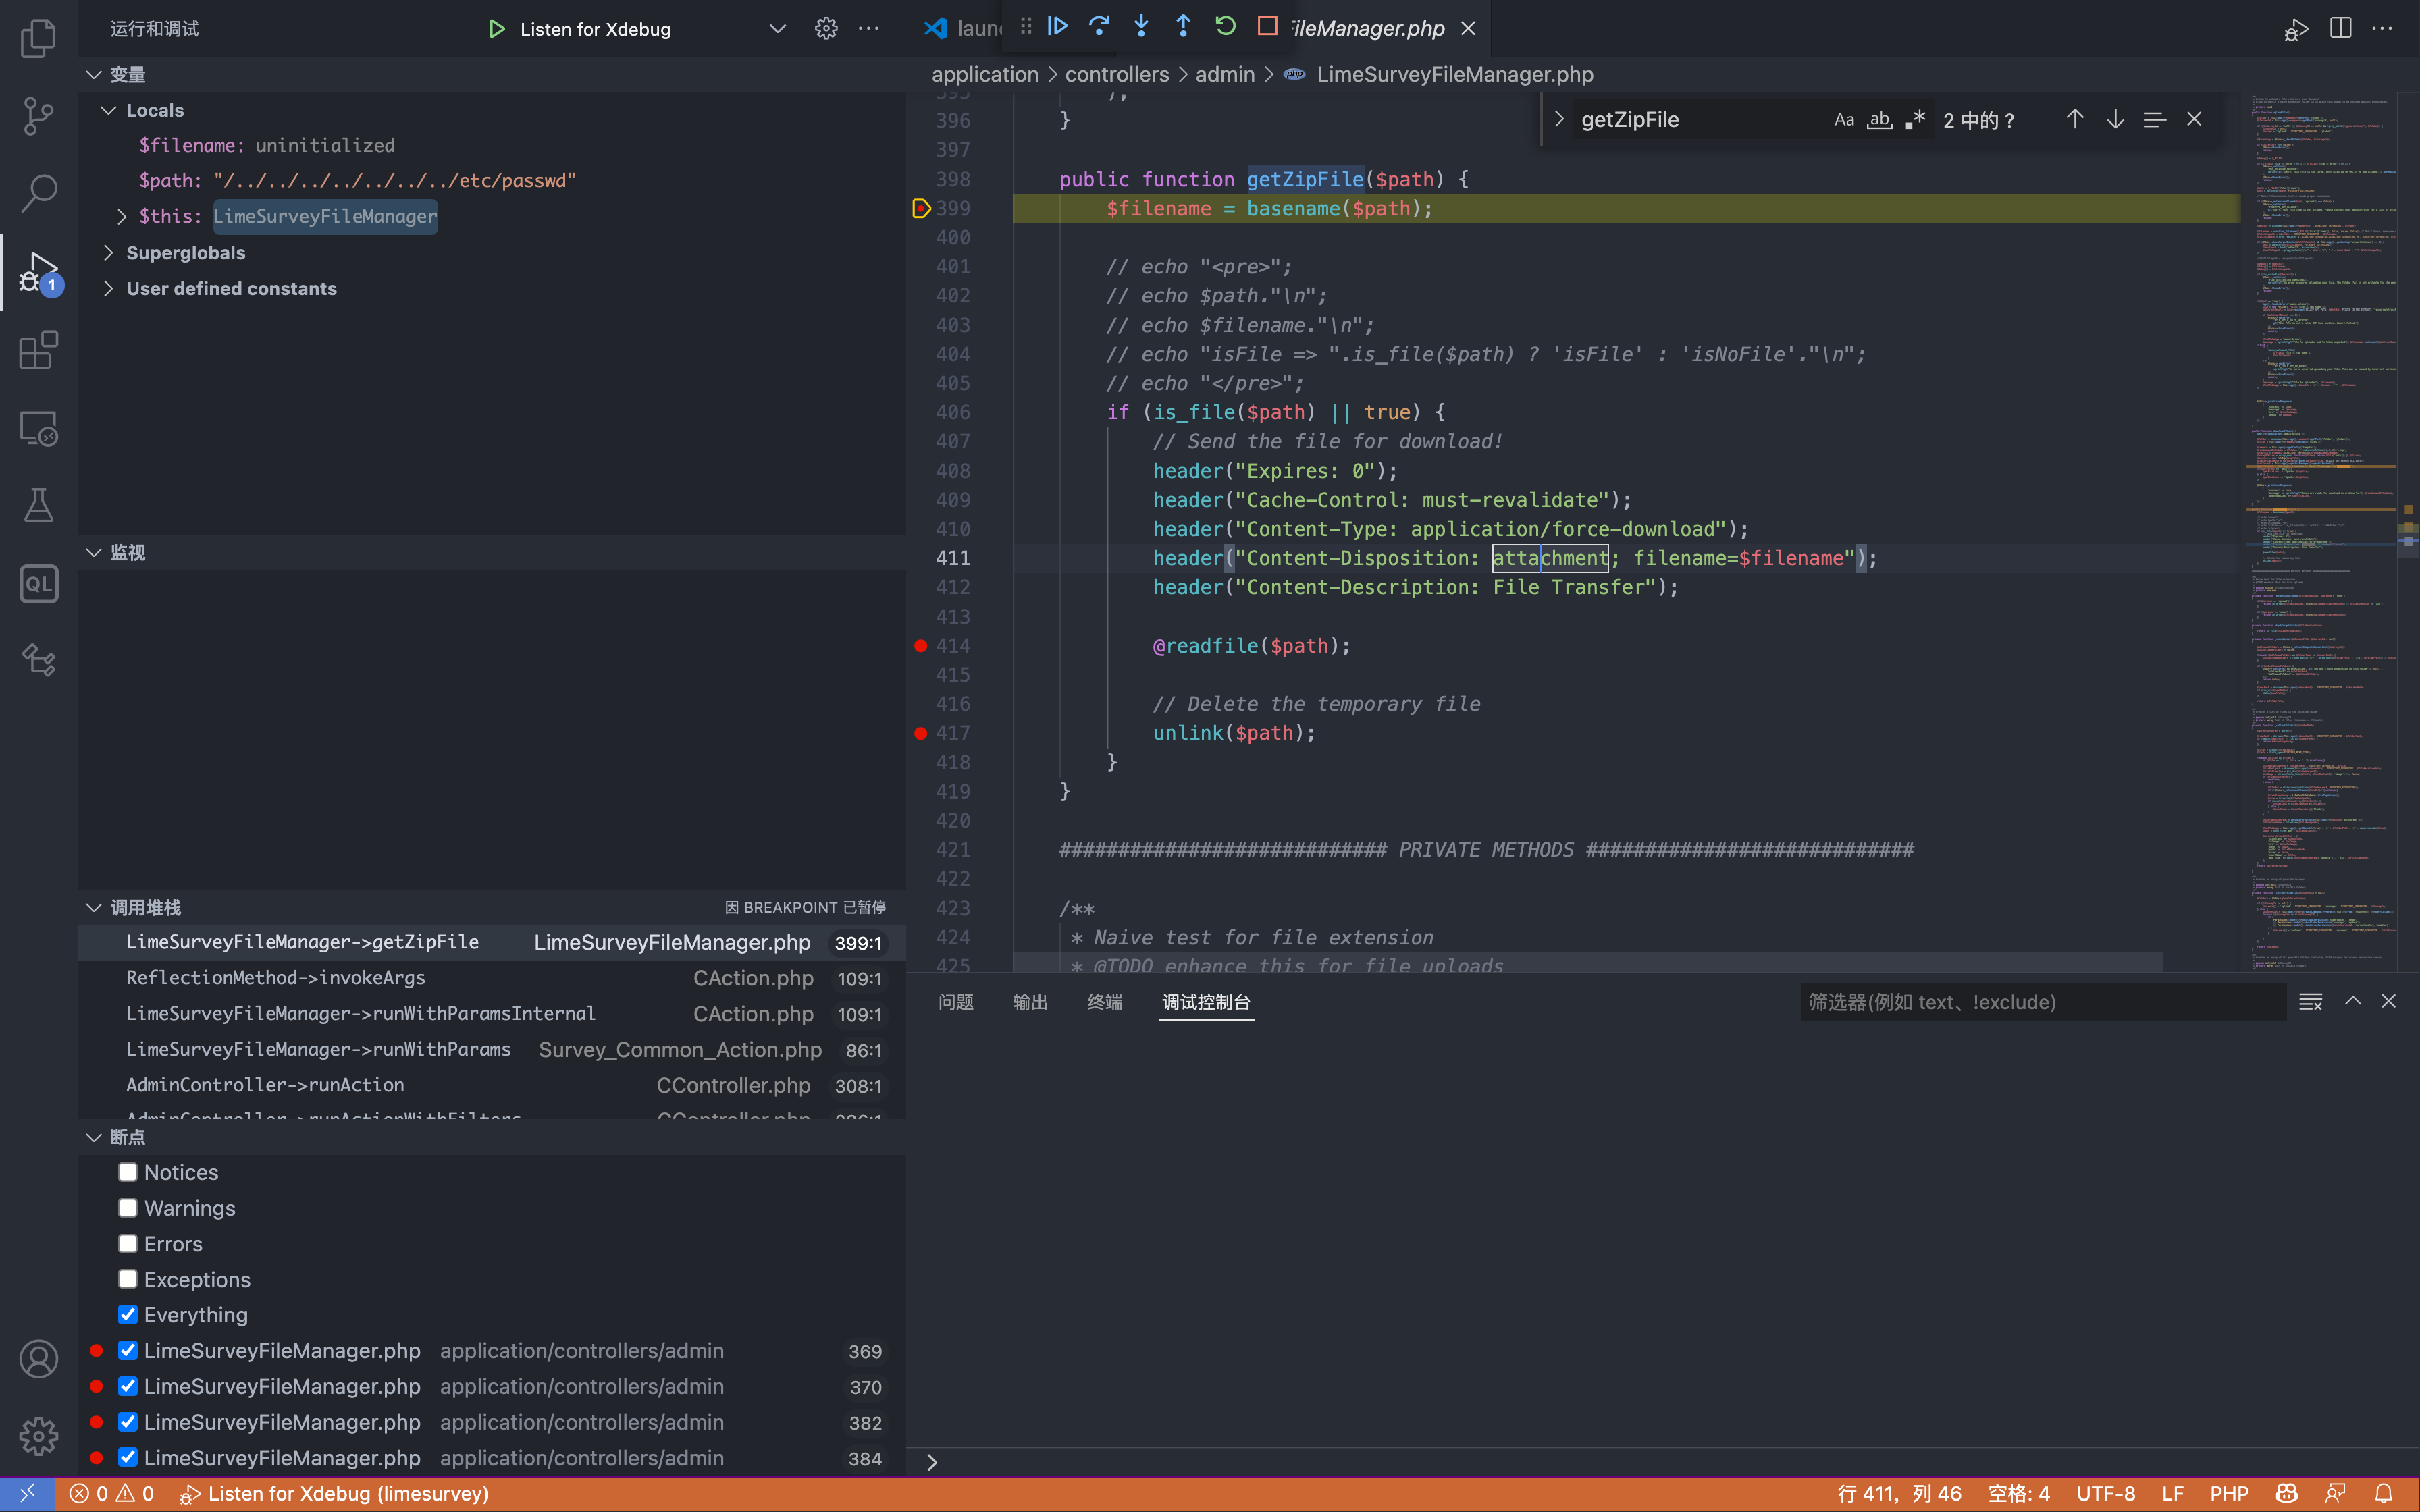 运行和调试
Listen for Xdebug
变量
Locals
$filename: uninitialized
$path: "/../../../../../../../etc/passwd"
$this: LimeSurveyFileManager
Superglobals
User defined constants
监视
调用堆栈
因 BREAKPOINT 已暂停
LimeSurveyFileManager->getZipFile LimeSurveyFileManager.php 399:1
ReflectionMethod->invokeArgs CAction.php 109:1
LimeSurveyFileManager->runWithParamsInternal CAction.php 109:1
LimeSurveyFileManager->runWithParams Survey_Common_Action.php 86:1
AdminController->runAction CController.php 308:1
AdminController->runActionWithFilters CController.php 286:1
断点
Notices
Warnings
Errors
Exceptions
Everything
LimeSurveyFileManager.php application/controllers/admin 369
LimeSurveyFileManager.php application/controllers/admin 370
LimeSurveyFileManager.php application/controllers/admin 382
LimeSurveyFileManager.php application/controllers/admin 384
1
QL
FileManager.php
application > controllers > admin > php LimeSurveyFileManager.php
getZipFile Aa ab .* 2 中的 ?
395 );
396 }
397
398 public function getZipFile($path) {
399 $filename = basename($path);
400
401 // echo "<pre>";
402 // echo $path."\n";
403 // echo $filename."\n";
404 // echo "isFile => ".is_file($path) ? 'isFile' : 'isNoFile'."\n";
405 // echo "</pre>";
406 if (is_file($path) || true) {
407 // Send the file for download!
408 header("Expires: 0");
409 header("Cache-Control: must-revalidate");
410 header("Content-Type: application/force-download");
411 header("Content-Disposition: attachment; filename=$filename");
412 header("Content-Description: File Transfer");
413
414 @readfile($path);
415
416 // Delete the temporary file
417 unlink($path);
418 }
419 }
420
421 ############################ PRIVATE METHODS ############################
422
423 /**
424 * Naive test for file extension
425 * @TODO enhance this for file uploads
问题 输出 终端 调试控制台
筛选器(例如 text、!exclude)
0 0 Listen for Xdebug (limesurvey)
行 411，列 46 空格: 4 UTF-8 LF PHP